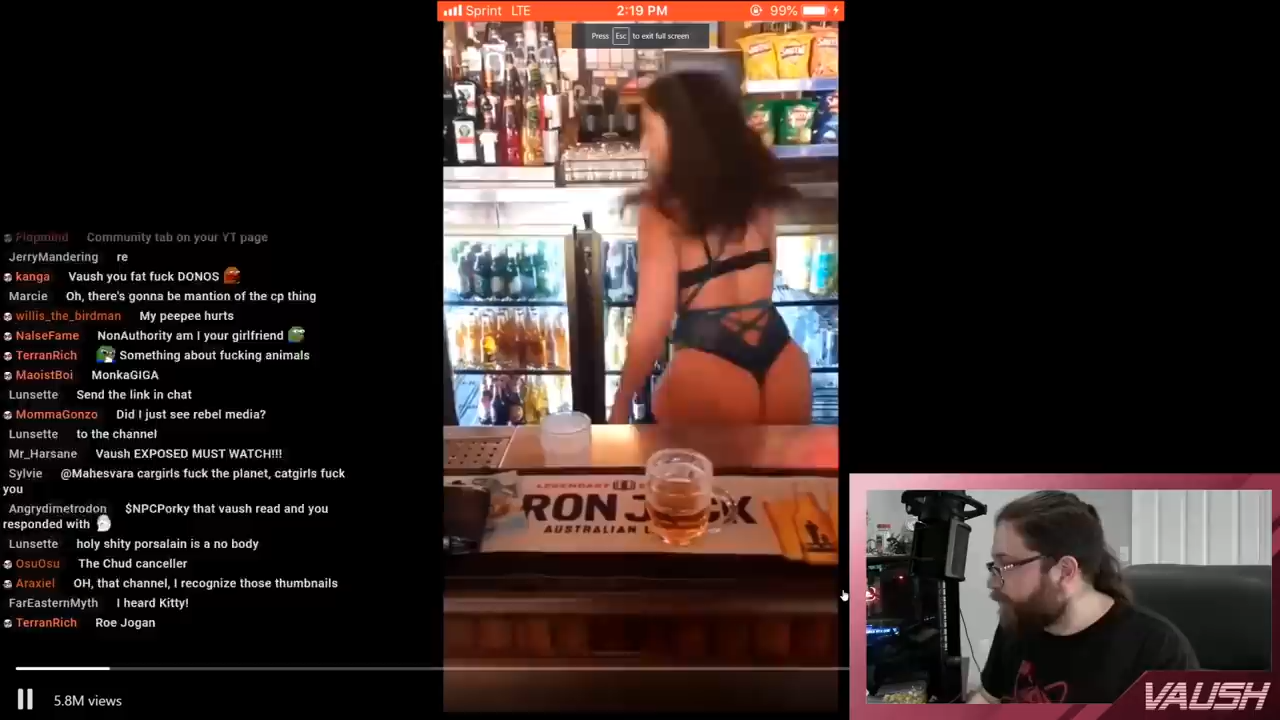 Sprint LTE 2:19 PM 99%
Press Esc to exit full screen
Flapmind Community tab on your YT page
JerryMandering re
kanga Vaush you fat fuck DONOS
Marcie Oh, there's gonna be mantion of the cp thing
willis_the_birdman My peepee hurts
NalseFame NonAuthority am I your girlfriend
TerranRich Something about fucking animals
MaoistBoi MonkaGIGA
Lunsette Send the link in chat
MommaGonzo Did I just see rebel media?
Lunsette to the channel
Mr_Harsane Vaush EXPOSED MUST WATCH!!!
Sylvie @Mahesvara cargirls fuck the planet, catgirls fuck
you
Angrydimetrodon $NPCPorky that vaush read and you
responded with
Lunsette holy shity porsalain is a no body
OsuOsu The Chud canceller
Araxiel OH, that channel, I recognize those thumbnails
FarEasternMyth I heard Kitty!
TerranRich Roe Jogan
LEGENDARY
RON J CK
AUSTRALIAN
5.8M views
VAUSH